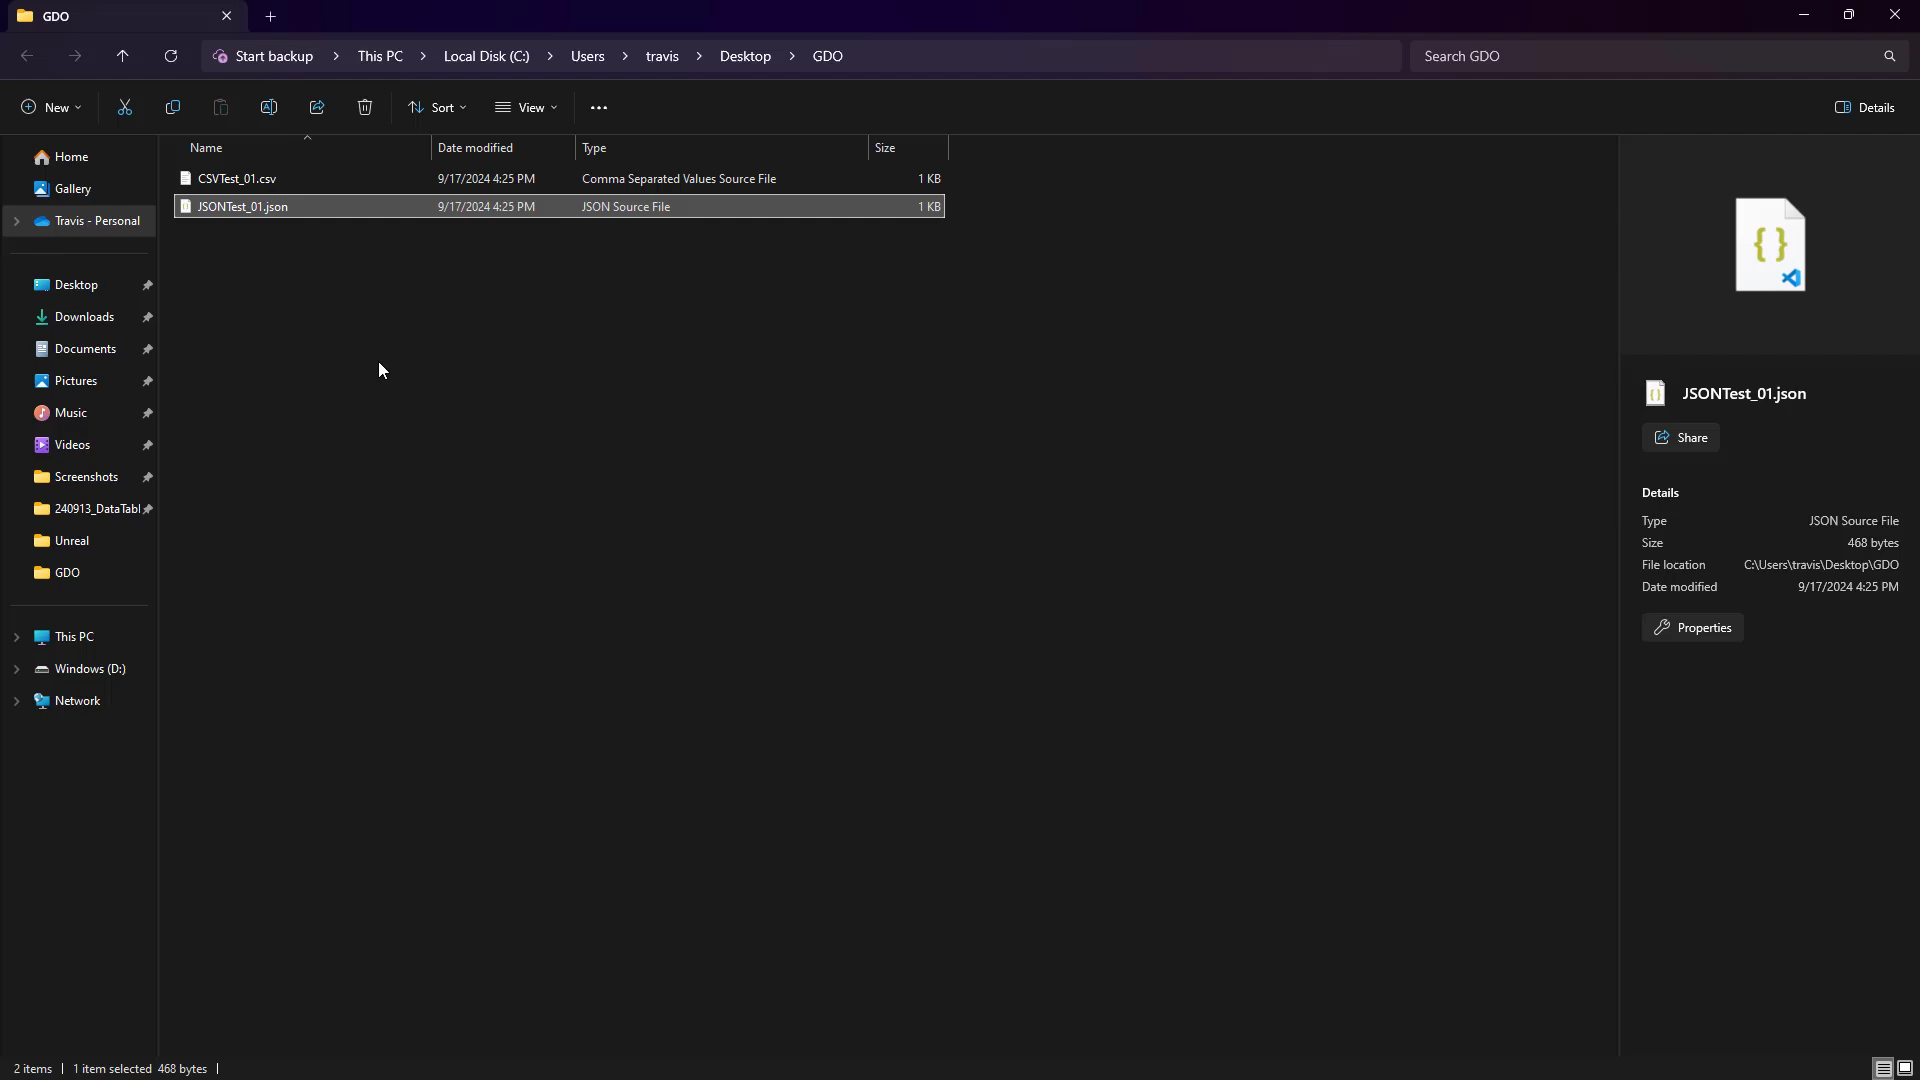 GDO
Start backup > This PC > Local Disk (C:) > Users > travis > Desktop > GDO
Search GDO
New
Sort
View
Details
Name Date modified Type Size
CSVTest_01.csv 9/17/2024 4:25 PM Comma Separated Values Source File 1 KB
JSONTest_01.json 9/17/2024 4:25 PM JSON Source File 1 KB
Home
Gallery
Travis - Personal
Desktop
Downloads
Documents
Pictures
Music
Videos
Screenshots
240913_DataTabl
Unreal
GDO
This PC
Windows (D:)
Network
JSONTest_01.json
Share
Details
Type JSON Source File
Size 468 bytes
File location C:\Users\travis\Desktop\GDO
Date modified 9/17/2024 4:25 PM
Properties
2 items | 1 item selected 468 bytes |